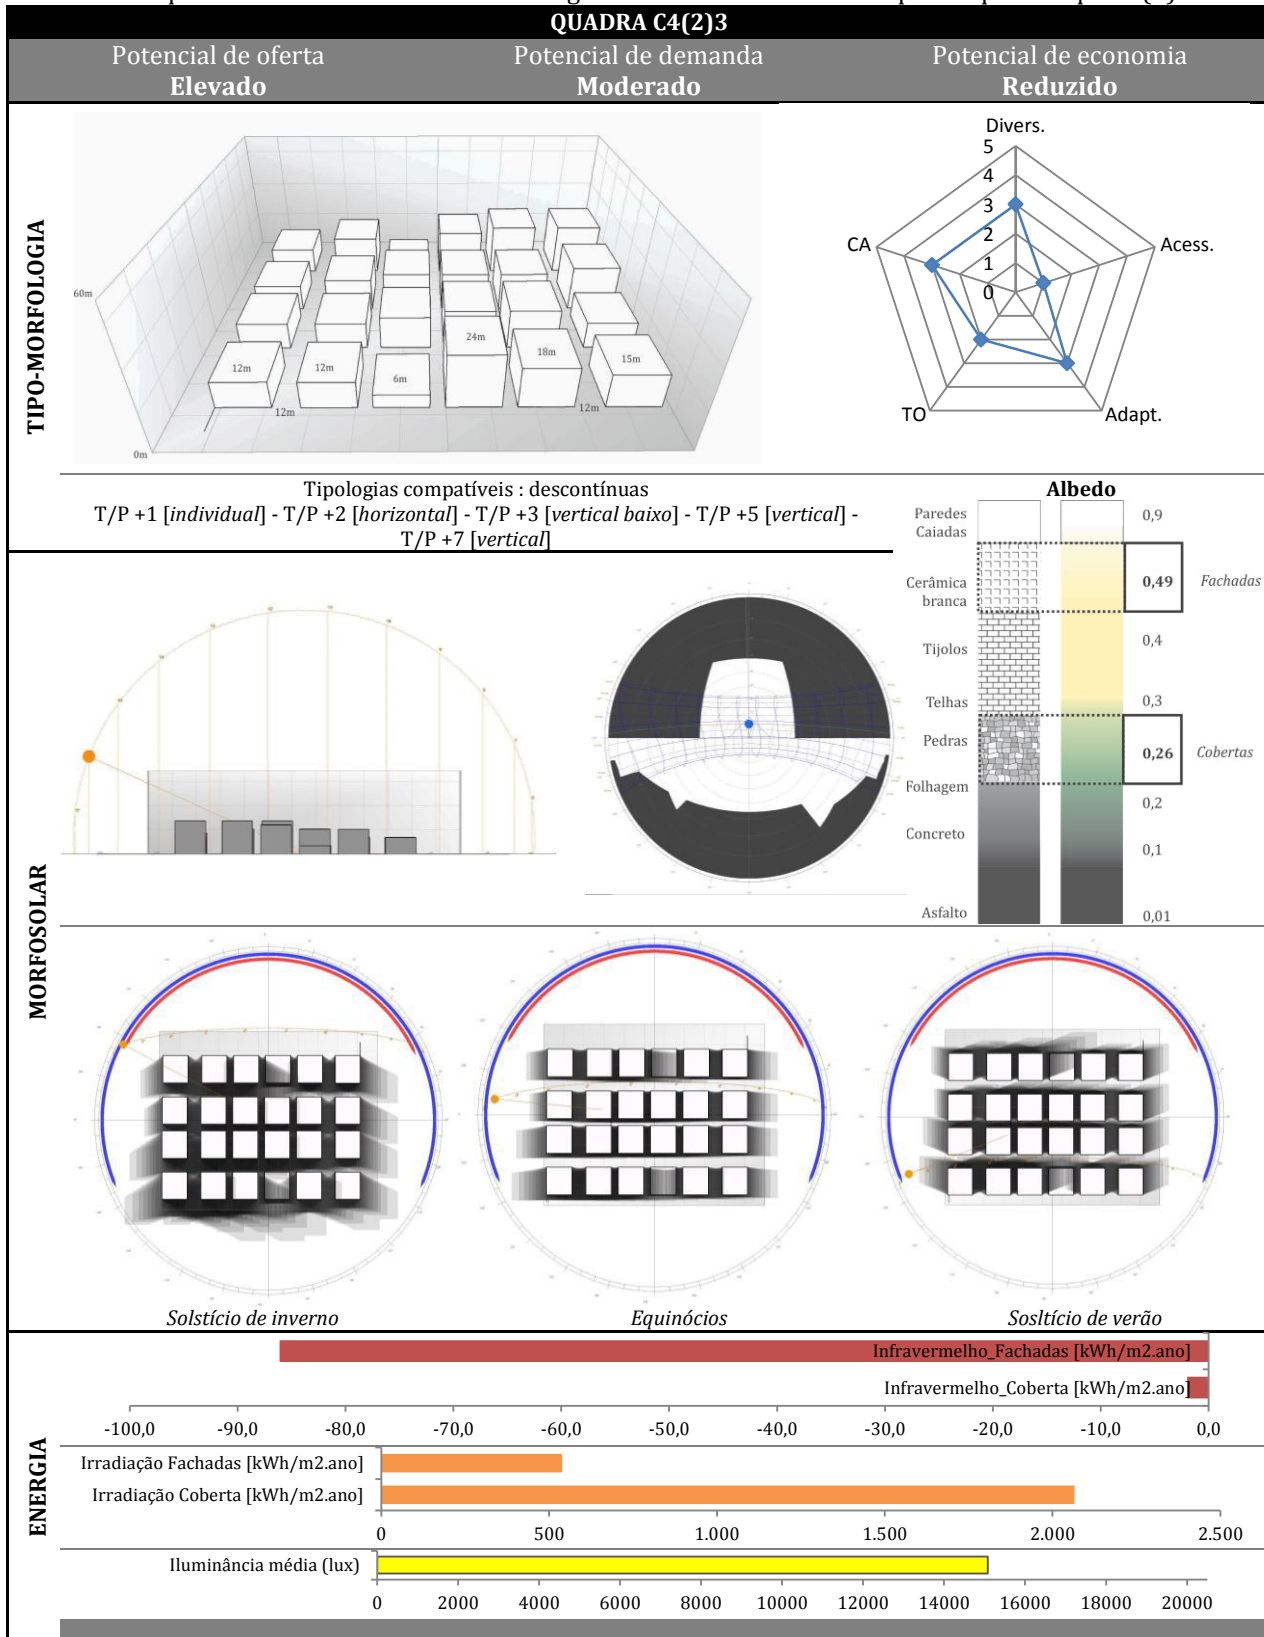 QUADRA C4(2)3
Potencial de oferta
Elevado
Potencial de demanda
Moderado
Potencial de economia
Reduzido
TIPO-MORFOLOGIA
60m
0m
12m
12m
6m
24m
18m
15m
12m
12m
Divers.
5
4
3
2
1
0
CA
Acess.
TO
Adapt.
Tipologias compatíveis : descontínuas
T/P +1 [individual] - T/P +2 [horizontal] - T/P +3 [vertical baixo] - T/P +5 [vertical] -
T/P +7 [vertical]
Albedo
Paredes
Caiadas
0,9
Cerâmica
branca
0,49
Fachadas
Tijolos
0,4
Telhas
0,3
Pedras
0,26
Cobertas
Folhagem
0,2
Concreto
0,1
Asfalto
0,01
MORFOSOLAR
Solstício de inverno
Equinócios
Sosltício de verão
ENERGIA
Infravermelho_Fachadas [kWh/m2.ano]
Infravermelho_Coberta [kWh/m2.ano]
-100,0 -90,0 -80,0 -70,0 -60,0 -50,0 -40,0 -30,0 -20,0 -10,0 0,0
Irradiação Fachadas [kWh/m2.ano]
Irradiação Coberta [kWh/m2.ano]
0 500 1.000 1.500 2.000 2.500
Iluminância média (lux)
0 2000 4000 6000 8000 10000 12000 14000 16000 18000 20000